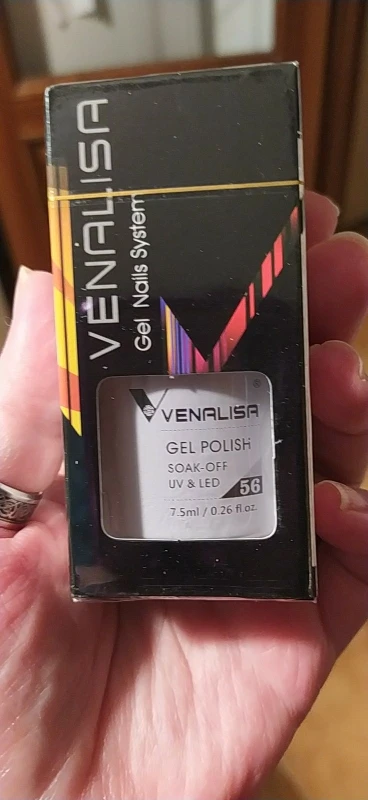 VENALISA
Gel Nails System
VENALISA®
GEL POLISH
SOAK-OFF
UV & LED
56
7.5ml / 0.26 fl oz.